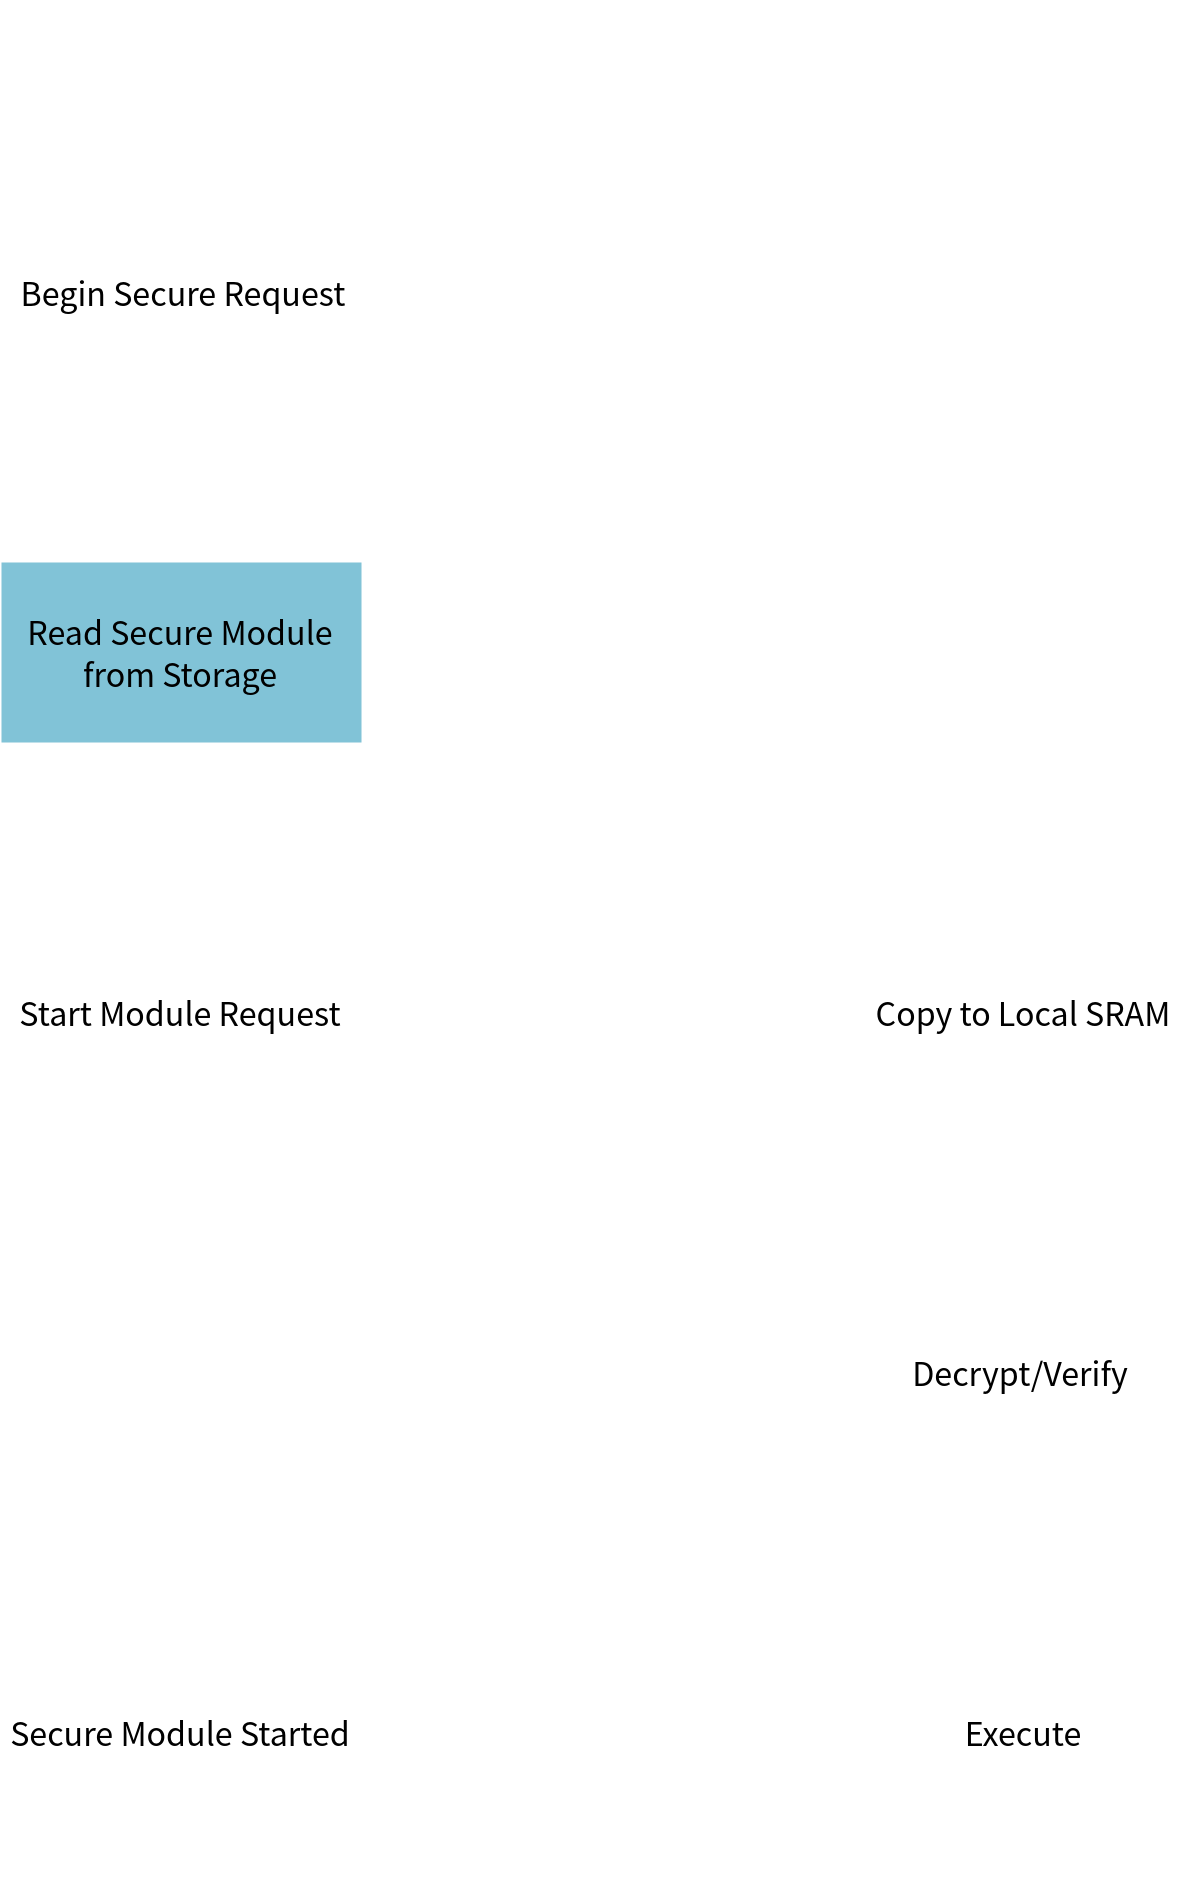 Begin Secure Request
Read Secure Module
from Storage
Start Module Request
Copy to Local SRAM
Decrypt/Verify
Secure Module Started
Execute